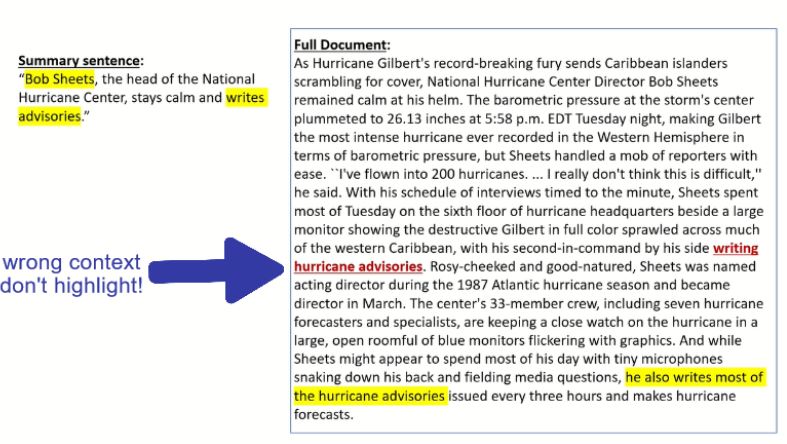 Summary sentence:
“Bob Sheets, the head of the National
Hurricane Center, stays calm and writes
advisories.”
wrong context
don't highlight!
Full Document:
As Hurricane Gilbert's record-breaking fury sends Caribbean islanders
scrambling for cover, National Hurricane Center Director Bob Sheets
remained calm at his helm. The barometric pressure at the storm's center
plummeted to 26.13 inches at 5:58 p.m. EDT Tuesday night, making Gilbert
the most intense hurricane ever recorded in the Western Hemisphere in
terms of barometric pressure, but Sheets handled a mob of reporters with
ease. ``I've flown into 200 hurricanes. ... I really don't think this is difficult,''
he said. With his schedule of interviews timed to the minute, Sheets spent
most of Tuesday on the sixth floor of hurricane headquarters beside a large
monitor showing the destructive Gilbert in full color sprawled across much
of the western Caribbean, with his second-in-command by his side writing
hurricane advisories. Rosy-cheeked and good-natured, Sheets was named
acting director during the 1987 Atlantic hurricane season and became
director in March. The center's 33-member crew, including seven hurricane
forecasters and specialists, are keeping a close watch on the hurricane in a
large, open roomful of blue monitors flickering with graphics. And while
Sheets might appear to spend most of his day with tiny microphones
snaking down his back and fielding media questions, he also writes most of
the hurricane advisories issued every three hours and makes hurricane
forecasts.